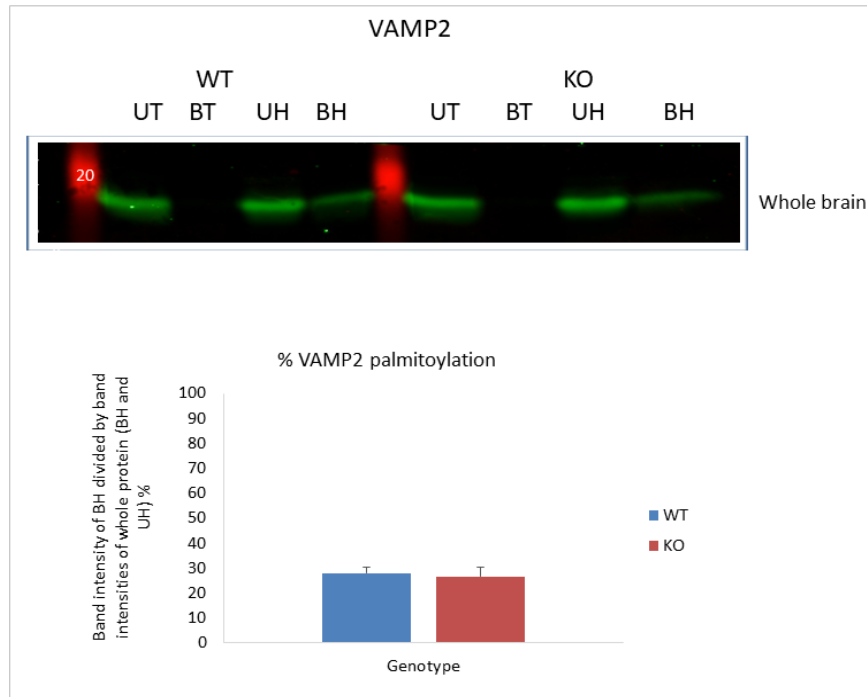 VAMP2
WT KO
UT BT UH BH UT BT UH BH
20
Whole brain
% VAMP2 palmitoylation
Band intensity of BH divided by band
intensities of whole protein (BH and
UH) %
100
90
80
70
60
50
40
30
20
10
0
WT
KO
Genotype